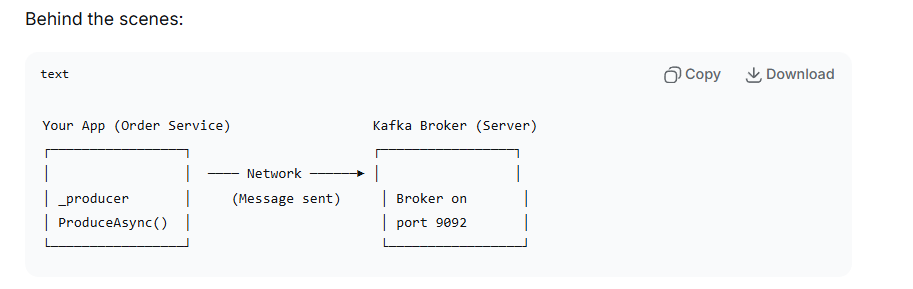 Behind the scenes:
text
Copy
Download
Your App (Order Service) Kafka Broker (Server)
Network
_producer (Message sent) Broker on
ProduceAsync() port 9092